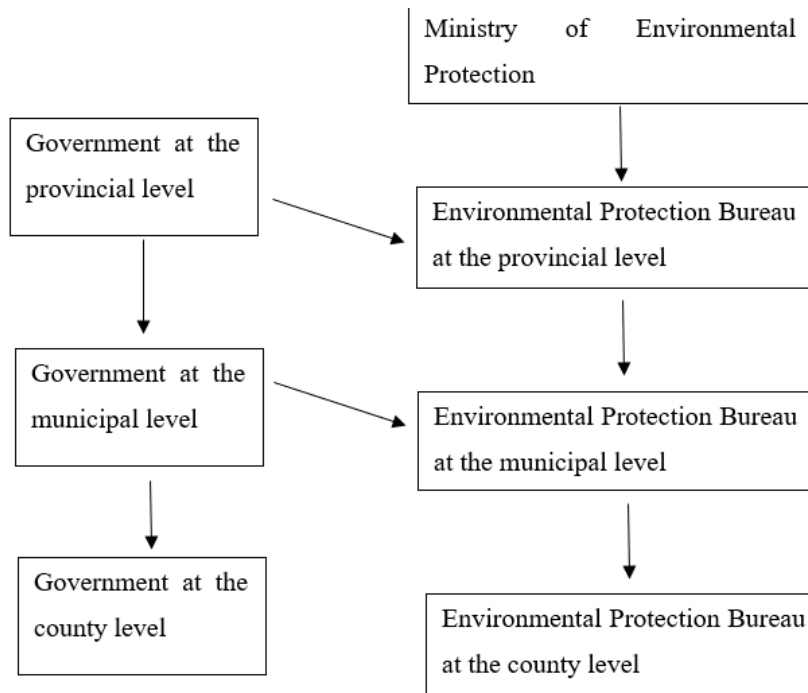 Ministry of Environmental
Protection
Government at the
provincial level
Environmental Protection Bureau
at the provincial level
Government at the
municipal level
Environmental Protection Bureau
at the municipal level
Government at the
county level
Environmental Protection Bureau
at the county level